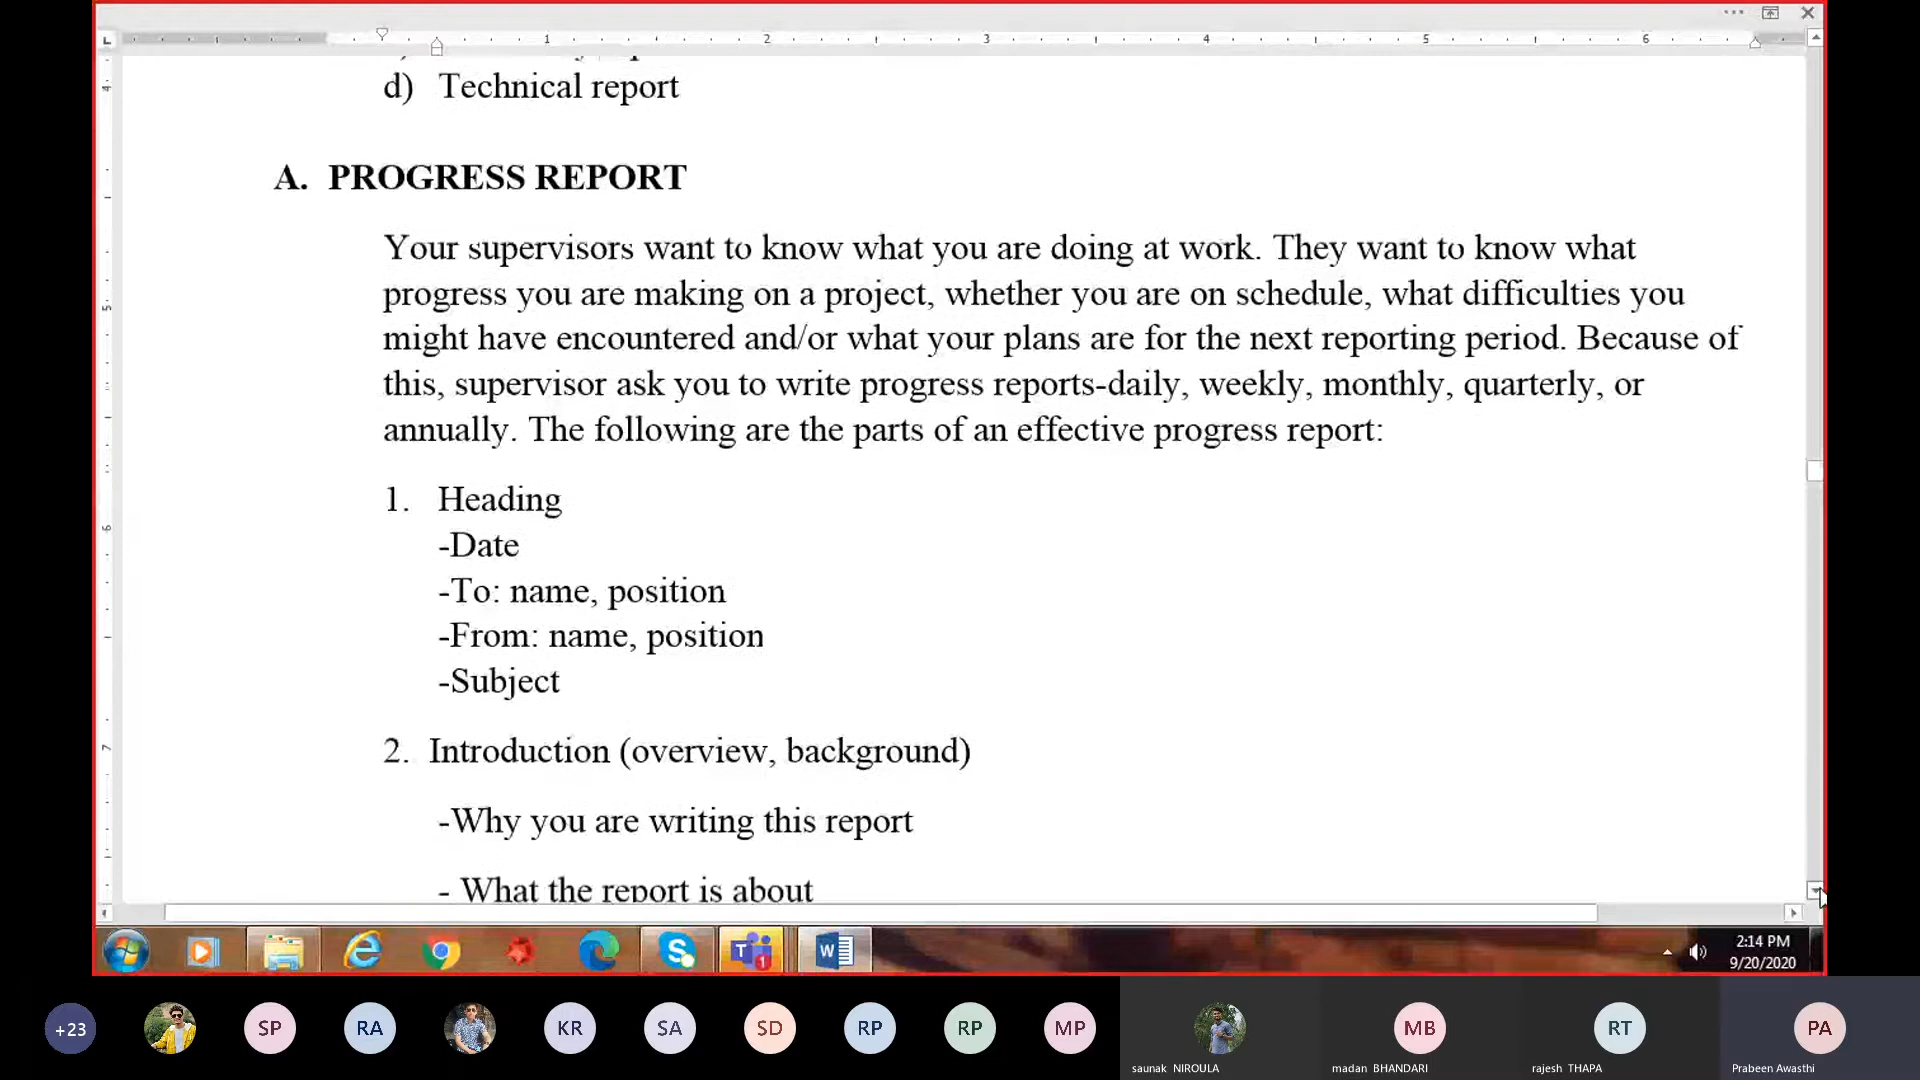 d) Technical report
A. PROGRESS REPORT
Your supervisors want to know what you are doing at work. They want to know what
progress you are making on a project, whether you are on schedule, what difficulties you
might have encountered and/or what your plans are for the next reporting period. Because of
this, supervisor ask you to write progress reports-daily, weekly, monthly, quarterly, or
annually. The following are the parts of an effective progress report:
1. Heading
-Date
-To: name, position
-From: name, position
-Subject
2. Introduction (overview, background)
-Why you are writing this report
- What the report is about
2:14 PM
9/20/2020
+23
SP
RA
KR
SA
SD
RP
RP
MP
MB
RT
PA
saunak NIROULA
madan BHANDARI
rajesh THAPA
Prabeen Awasthi